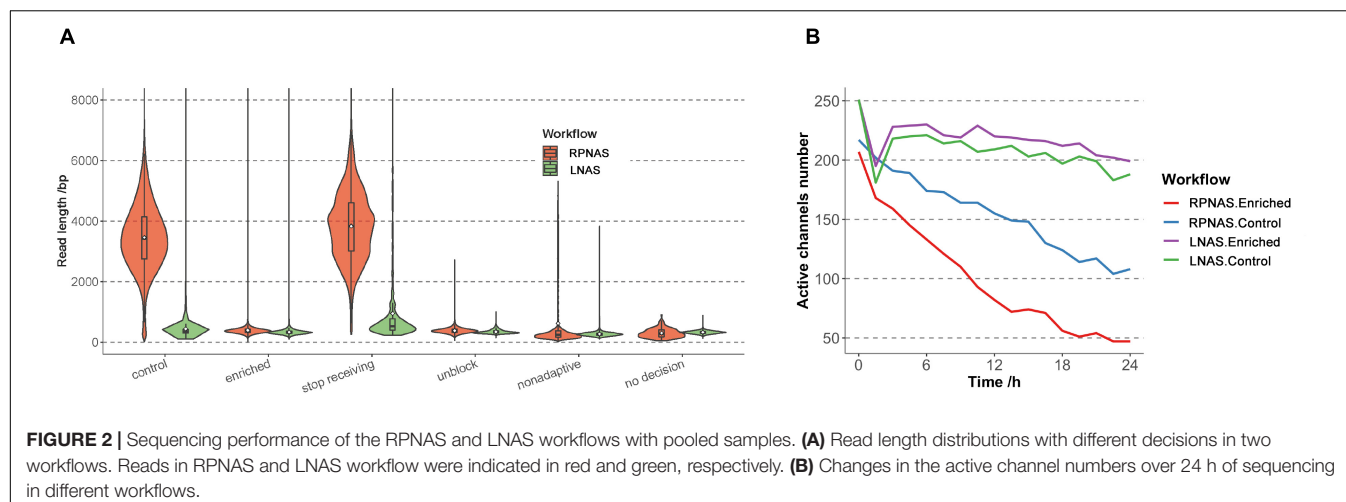 A
8000
6000
4000
2000
0
Read length /bp
Workflow
RPNAS
LNAS
control
enriched
stop receiving
unblock
nonadaptive
no decision
B
250
200
150
100
50
Active channels number
0
6
12
18
24
Time /h
Workflow
RPNAS.Enriched
RPNAS.Control
LNAS.Enriched
LNAS.Control
FIGURE 2 | Sequencing performance of the RPNAS and LNAS workflows with pooled samples. (A) Read length distributions with different decisions in two
workflows. Reads in RPNAS and LNAS workflow were indicated in red and green, respectively. (B) Changes in the active channel numbers over 24 h of sequencing
in different workflows.